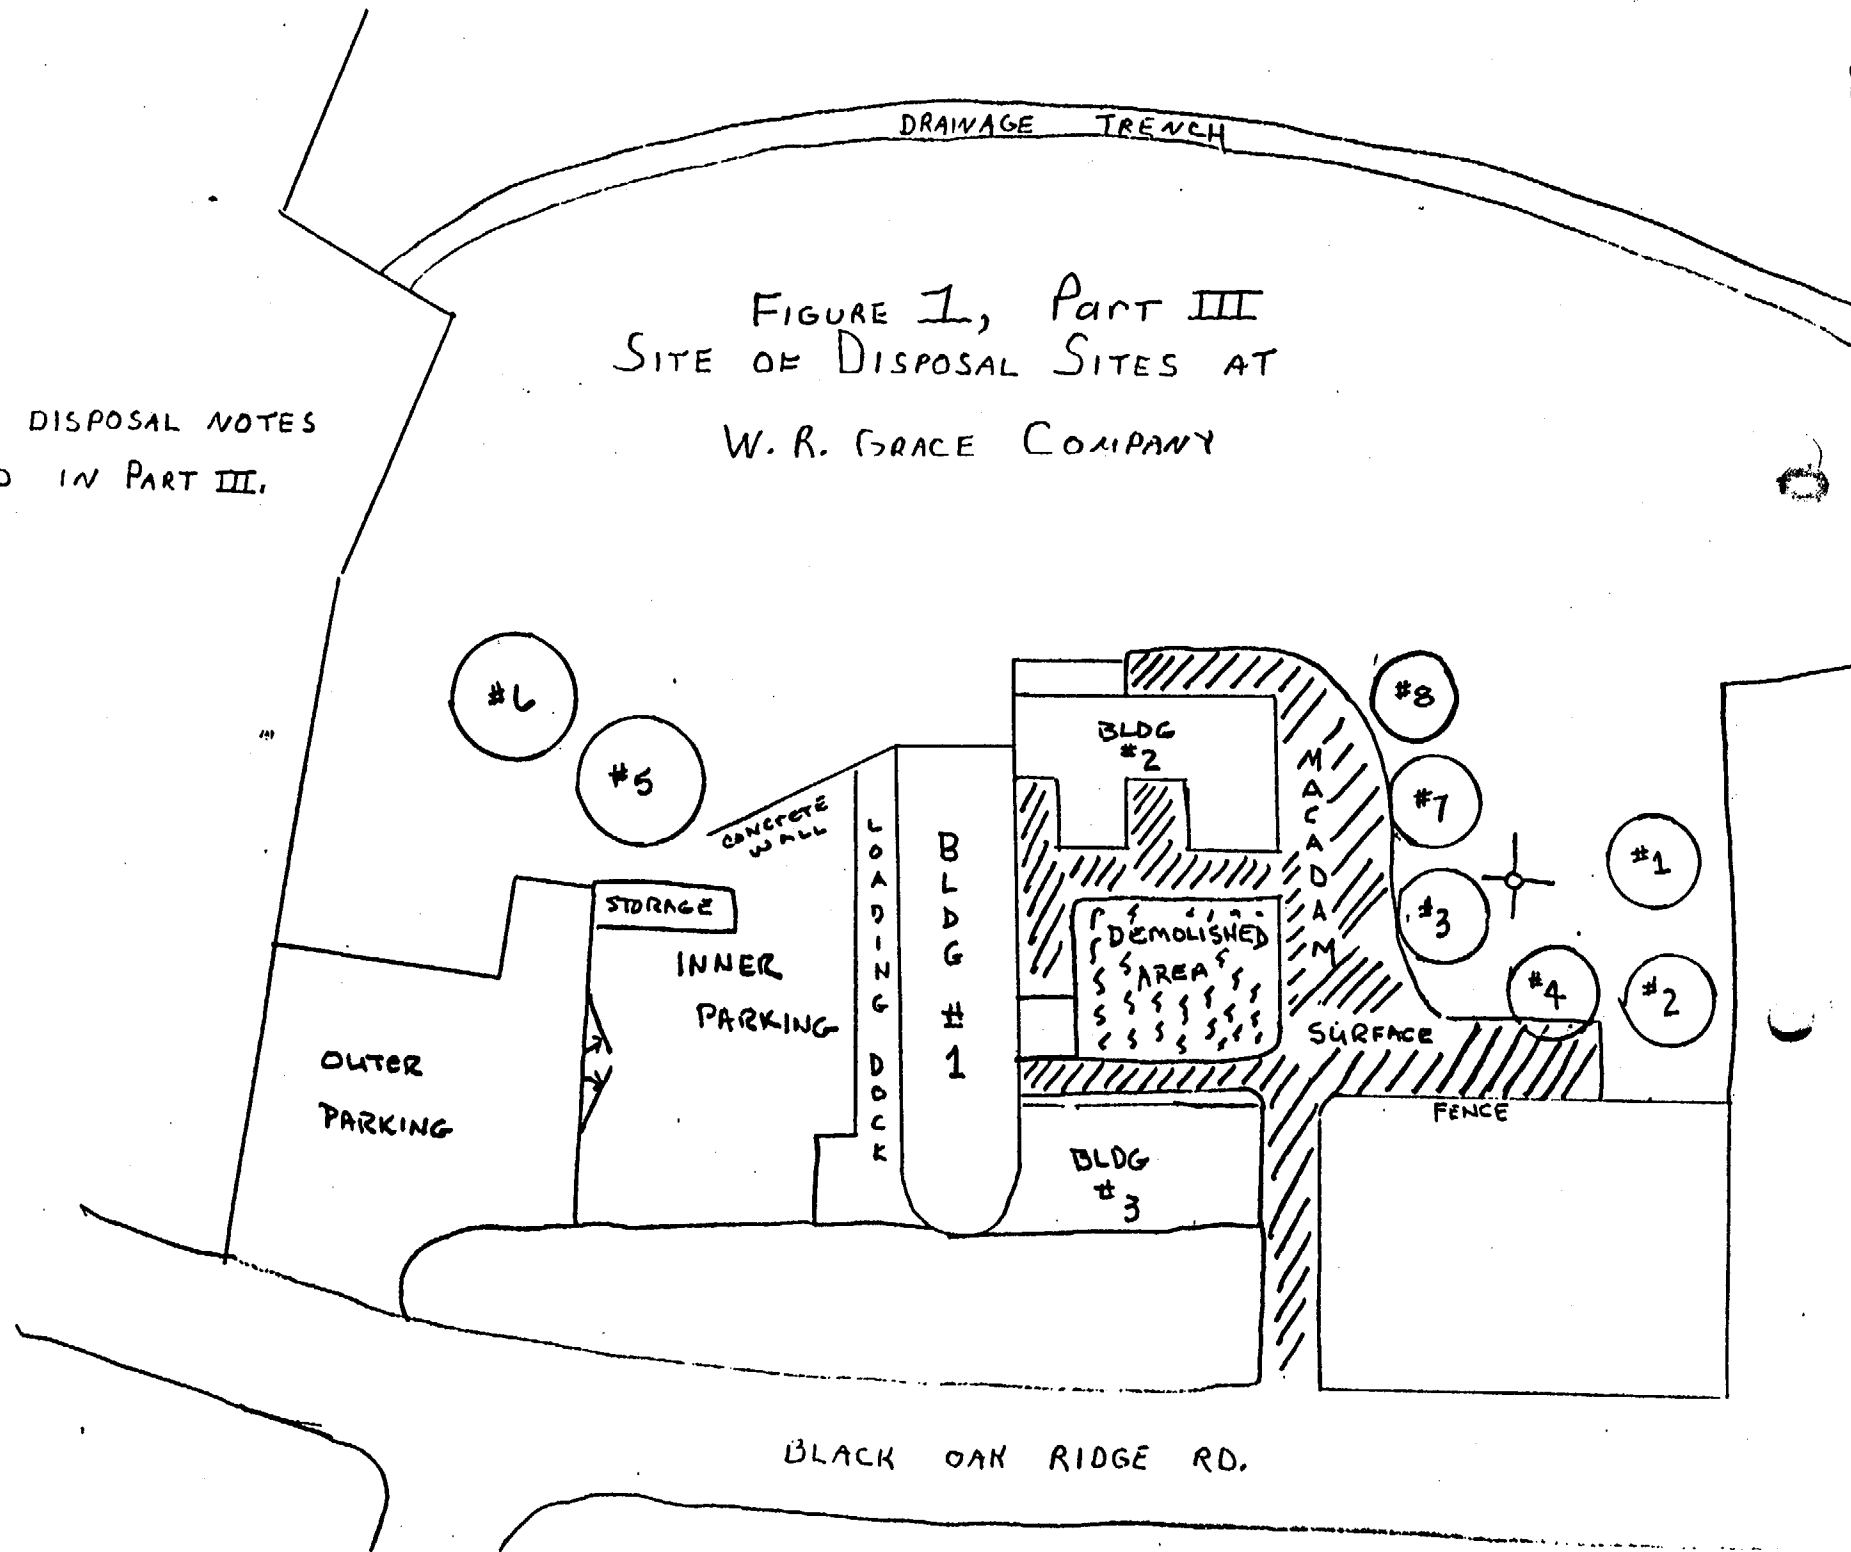 DRAINAGE TRENCH
FIGURE 1, PART III
SITE OF DISPOSAL SITES AT
W. R. GRACE COMPANY
DISPOSAL NOTES
IN PART III.
#6
#5
#8
#7
#1
#3
#4
#2
BLDG
#2
MACADAM
SURFACE
CONCRETE
WALL
LOADING DOCK
BLDG #1
STORAGE
INNER
PARKING
DEMOLISHED
AREA
OUTER
PARKING
FENCE
BLDG
#3
BLACK OAK RIDGE RD.